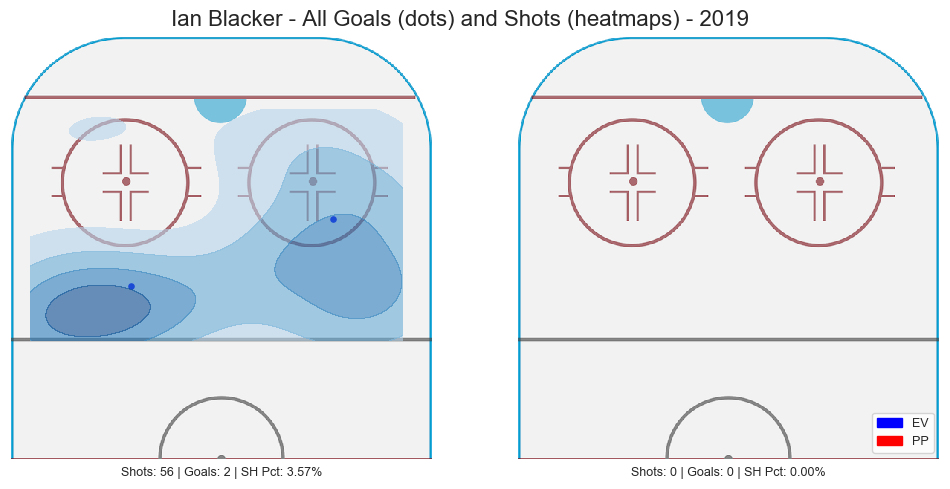 Ian Blacker - All Goals (dots) and Shots (heatmaps) - 2019
EV
PP
Shots: 56 | Goals: 2 | SH Pct: 3.57%
Shots: 0 | Goals: 0 | SH Pct: 0.00%